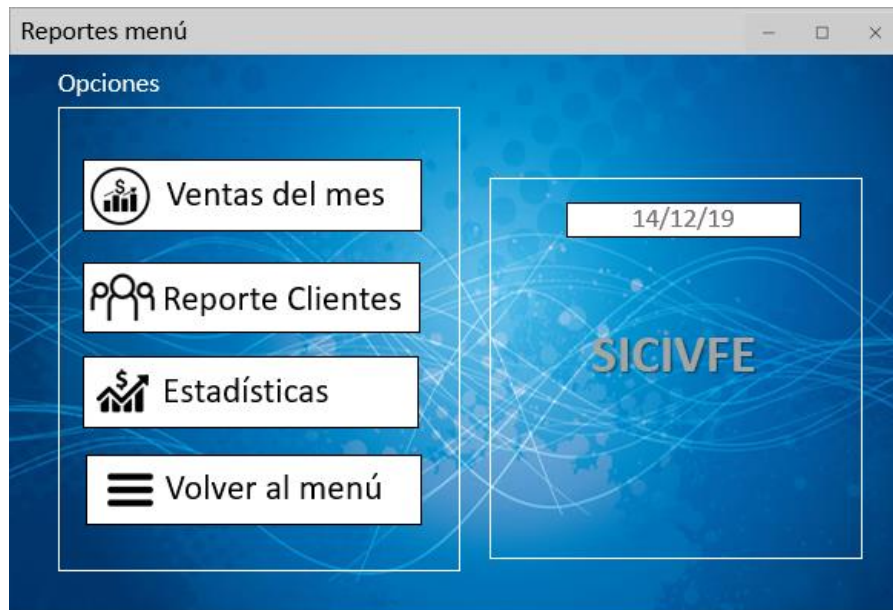 Reportes menú
Opciones
Ventas del mes
Reporte Clientes
Estadísticas
Volver al menú
14/12/19
SICIVFE